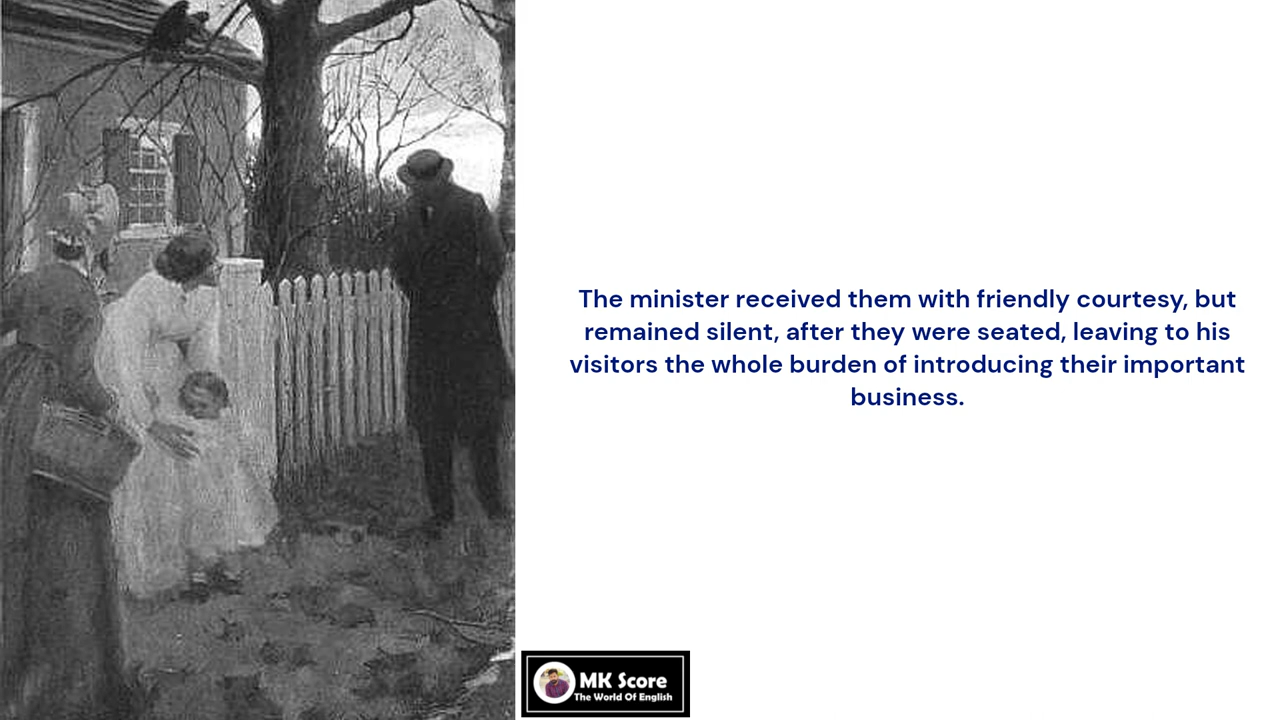 The minister received them with friendly courtesy, but
remained silent, after they were seated, leaving to his
visitors the whole burden of introducing their important
business.
MK Score
The World Of English